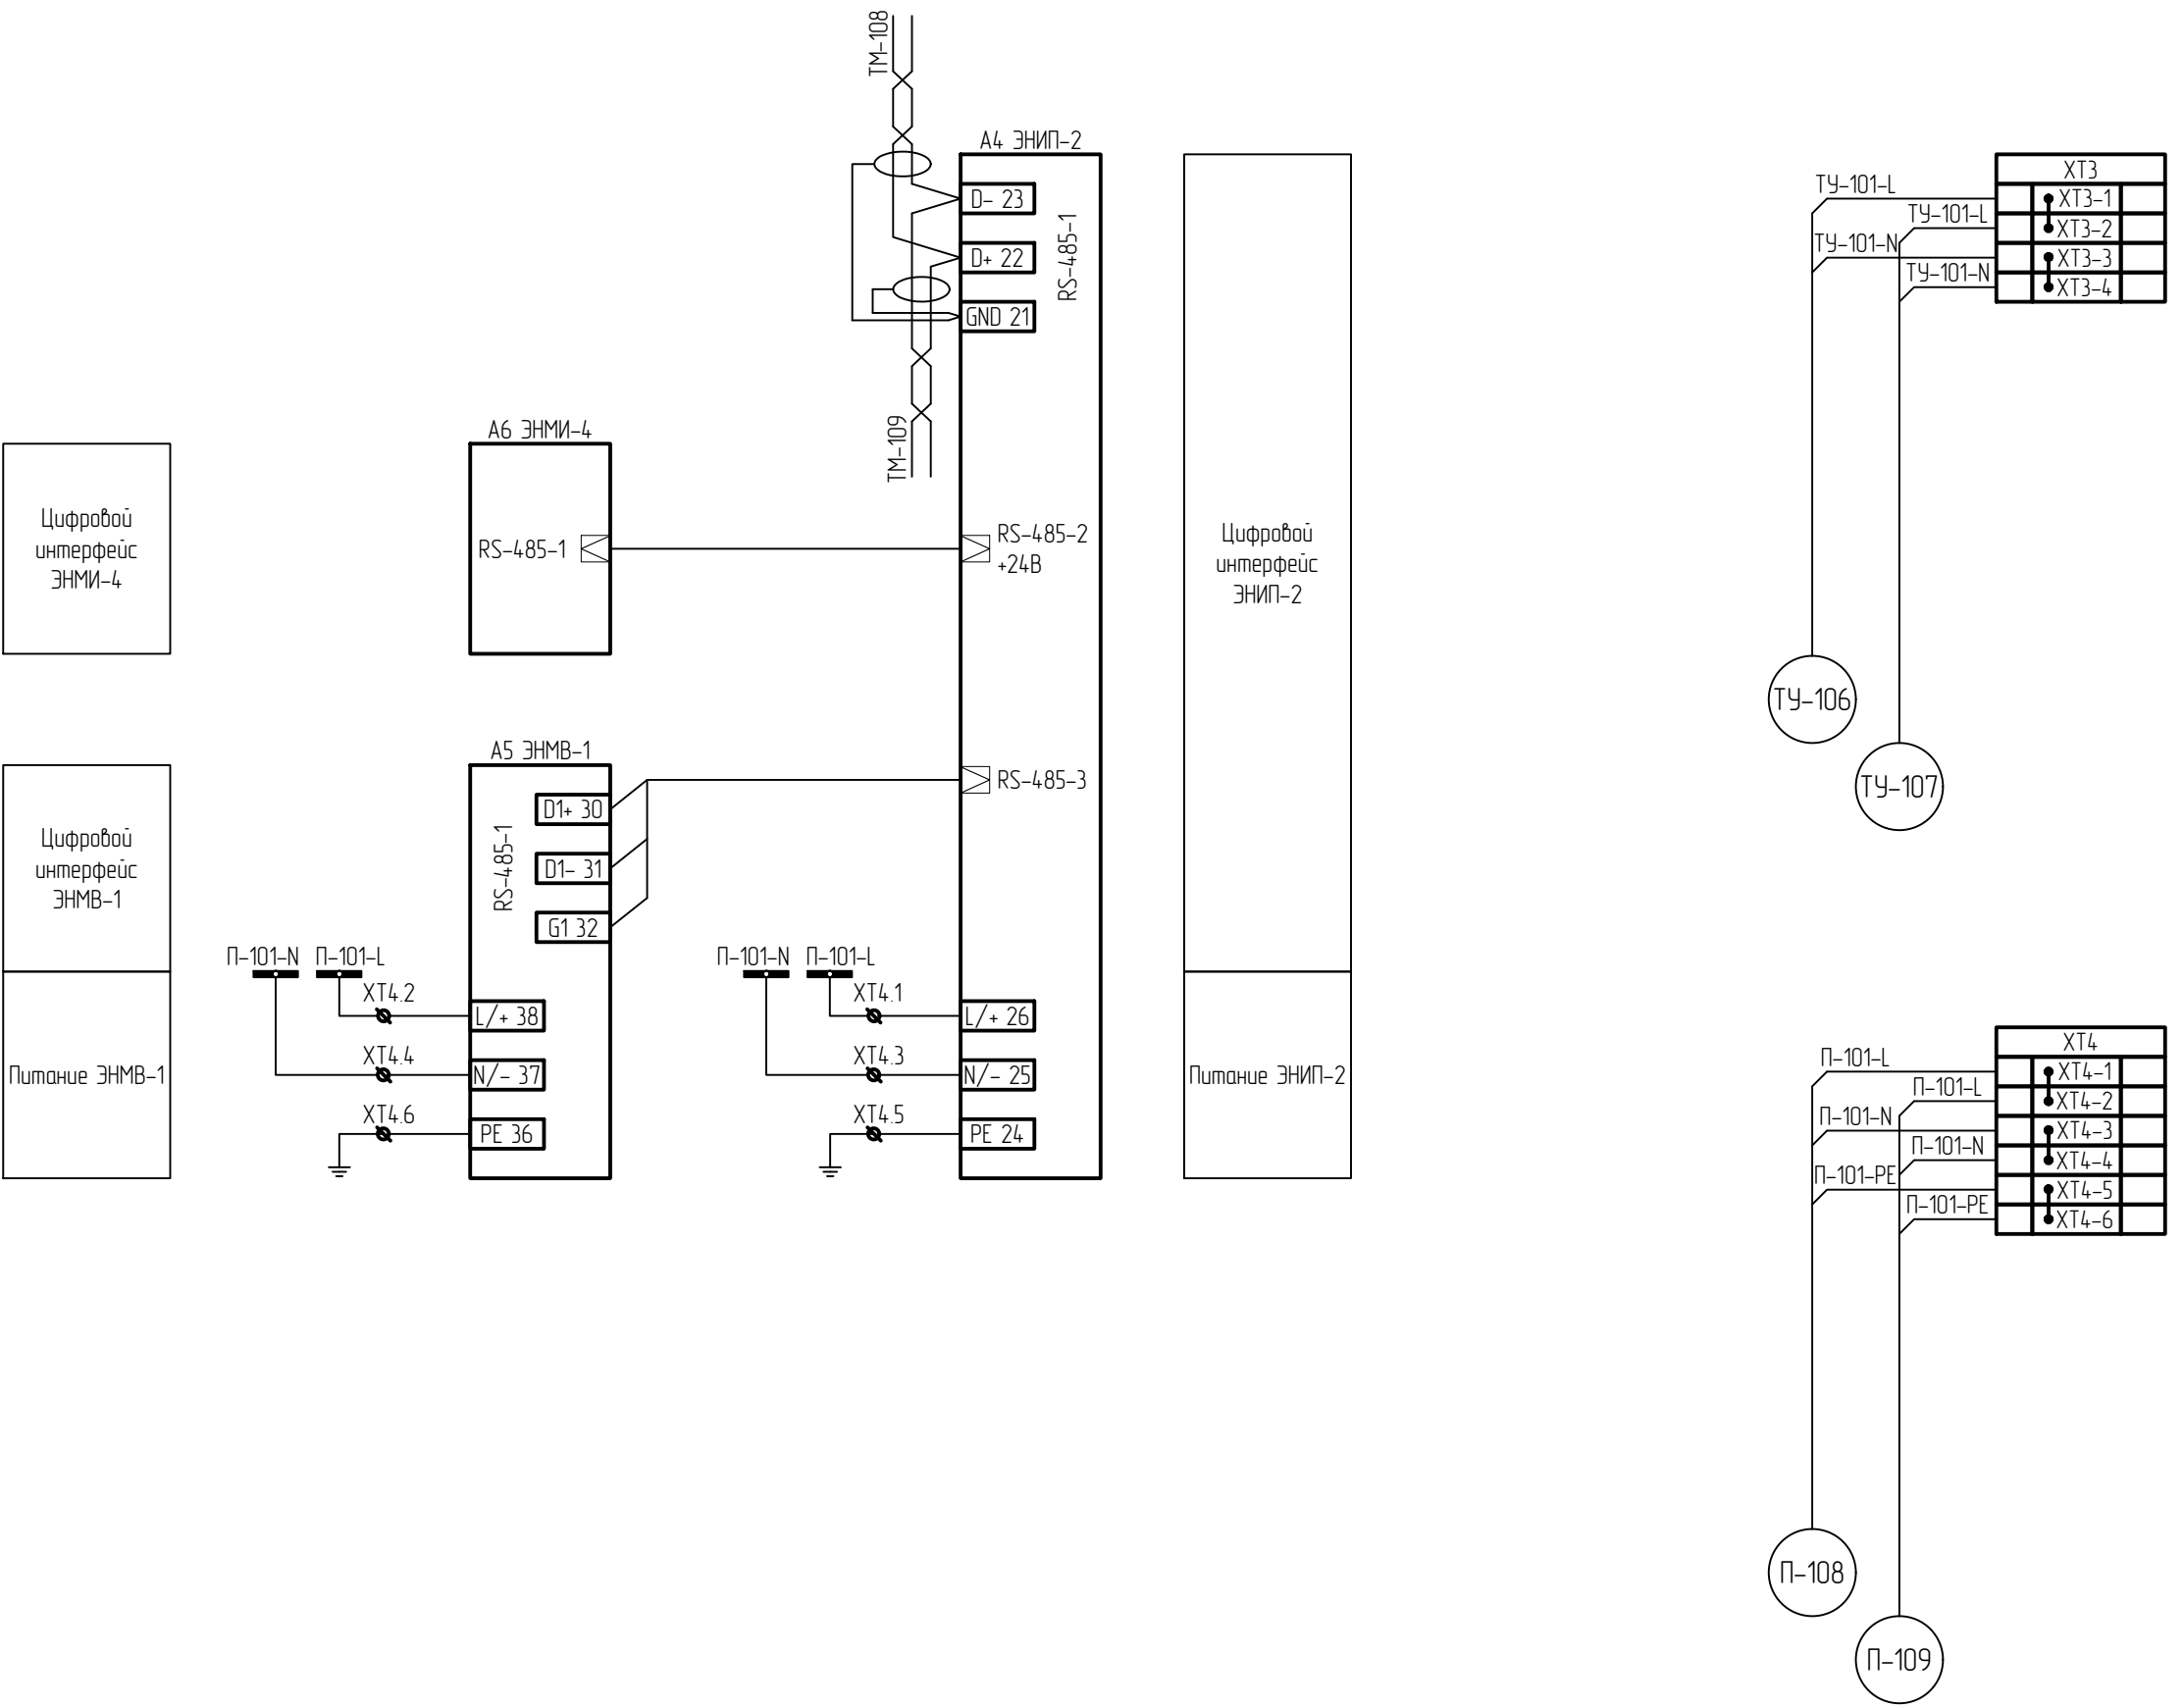 ТМ-108
А4 ЭНИП-2
D- 23
D+ 22
GND 21
RS-485-1
ТМ-109
А6 ЭНМИ-4
RS-485-1
RS-485-2
+24В
Цифровой
интерфейс
ЭНМИ-4
Цифровой
интерфейс
ЭНИП-2
А5 ЭНМВ-1
D1+ 30
D1- 31
G1 32
RS-485-1
RS-485-3
Цифровой
интерфейс
ЭНМВ-1
П-101-N
П-101-L
XT4.2
L/+ 38
XT4.4
N/- 37
XT4.6
PE 36
Питание ЭНМВ-1
П-101-N
П-101-L
XT4.1
L/+ 26
XT4.3
N/- 25
XT4.5
PE 24
Питание ЭНИП-2
XT3
ТУ-101-L
XT3-1
ТУ-101-L
XT3-2
ТУ-101-N
XT3-3
ТУ-101-N
XT3-4
ТУ-106
ТУ-107
XT4
П-101-L
XT4-1
П-101-L
XT4-2
П-101-N
XT4-3
П-101-N
XT4-4
П-101-PE
XT4-5
П-101-PE
XT4-6
П-108
П-109